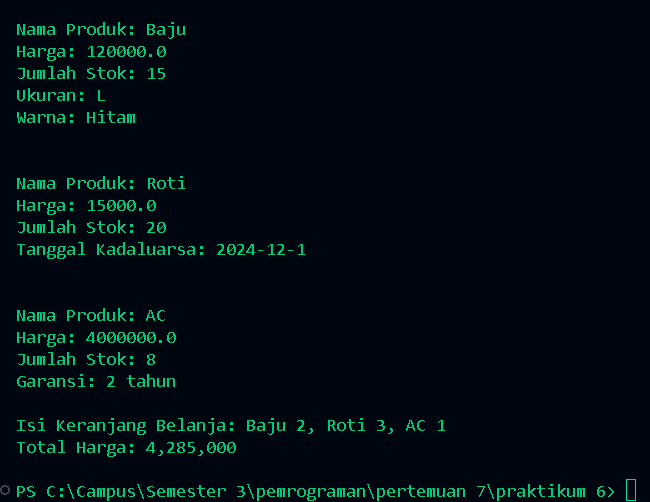 Nama Produk: Baju
Harga: 120000.0
Jumlah Stok: 15
Ukuran: L
Warna: Hitam
Nama Produk: Roti
Harga: 15000.0
Jumlah Stok: 20
Tanggal Kadaluarsa: 2024-12-1
Nama Produk: AC
Harga: 4000000.0
Jumlah Stok: 8
Garansi: 2 tahun
Isi Keranjang Belanja: Baju 2, Roti 3, AC 1
Total Harga: 4,285,000
PS C:\Campus\Semester 3\pemrograman\pertemuan 7\praktikum 6>